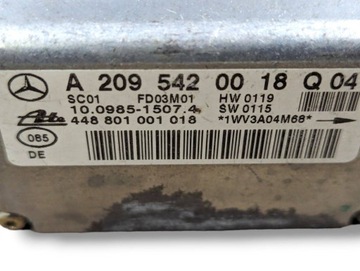 A 209 542 00 18 Q 04
SC01 FD03M01 HW 0119
10.0985-1507.4 SW 0115
Ate 448 801 001 018 *1WV3A04M68*
085
DE